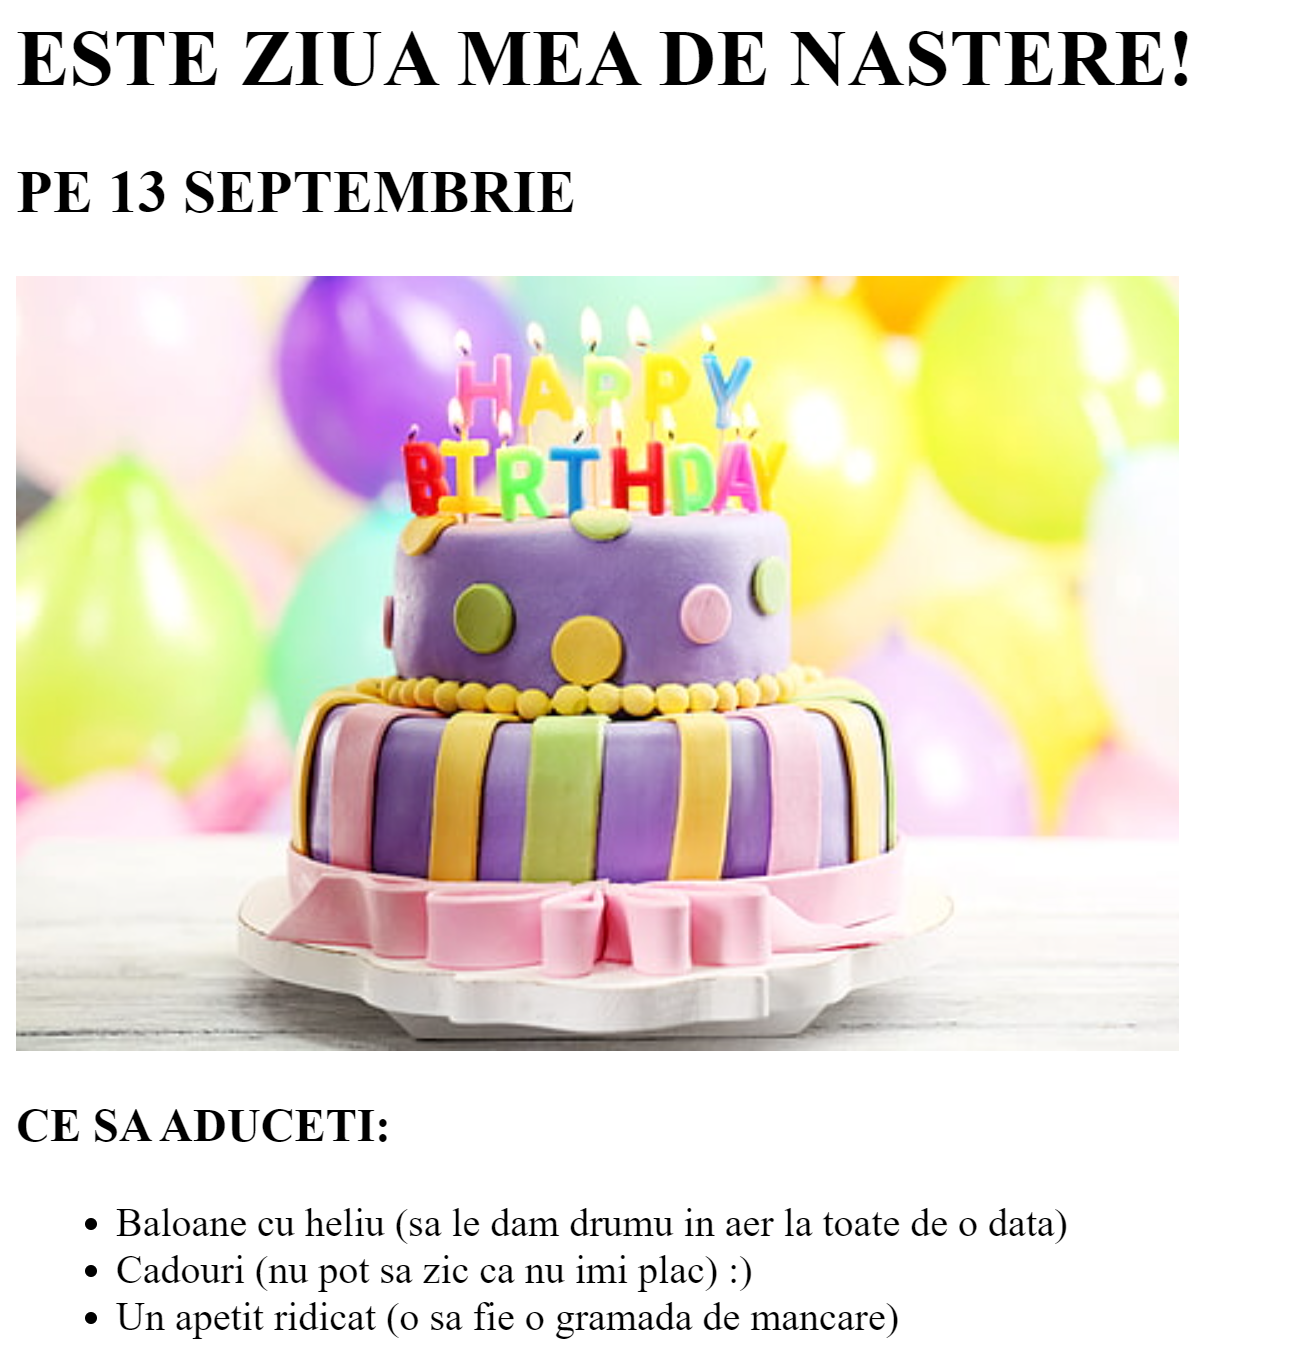 ESTE ZIUA MEA DE NASTERE!
PE 13 SEPTEMBRIE
HAPPY
BIRTHDAY
CE SA ADUCETI:
• Baloane cu heliu (sa le dam drumu in aer la toate de o data)
• Cadouri (nu pot sa zic ca nu imi plac) :)
• Un apetit ridicat (o sa fie o gramada de mancare)